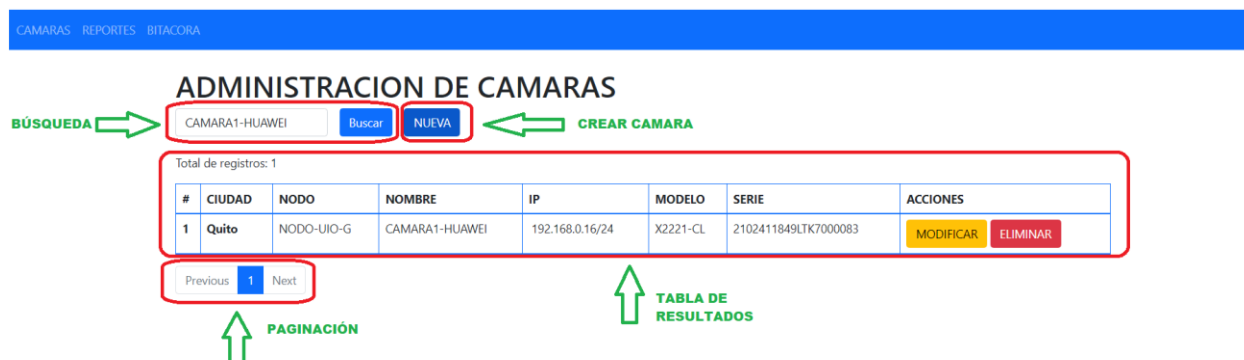 CAMARAS REPORTES BITACORA
ADMINISTRACION DE CAMARAS
BÚSQUEDA CAMARA1-HUAWEI Buscar NUEVA CREAR CAMARA
Total de registros: 1
# CIUDAD NODO NOMBRE IP MODELO SERIE ACCIONES
1 Quito NODO-UIO-G CAMARA1-HUAWEI 192.168.0.16/24 X2221-CL 2102411849LTK7000083 MODIFICAR ELIMINAR
Previous 1 Next
TABLA DE
RESULTADOS
PAGINACIÓN